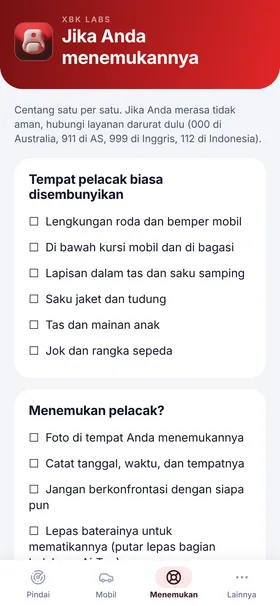 XBK LABS
Jika Anda
menemukannya
Centang satu per satu. Jika Anda merasa tidak
aman, hubungi layanan darurat dulu (000 di
Australia, 911 di AS, 999 di Inggris, 112 di Indonesia).
Tempat pelacak biasa
disembunyikan
☐ Lengkungan roda dan bemper mobil
☐ Di bawah kursi mobil dan di bagasi
☐ Lapisan dalam tas dan saku samping
☐ Saku jaket dan tudung
☐ Tas dan mainan anak
☐ Jok dan rangka sepeda
Menemukan pelacak?
☐ Foto di tempat Anda menemukannya
☐ Catat tanggal, waktu, dan tempatnya
☐ Jangan berkonfrontasi dengan siapa
pun
☐ Lepas baterainya untuk
mematikannya (putar lepas bagian
Pindai
Mobil
Menemukan
Lainnya